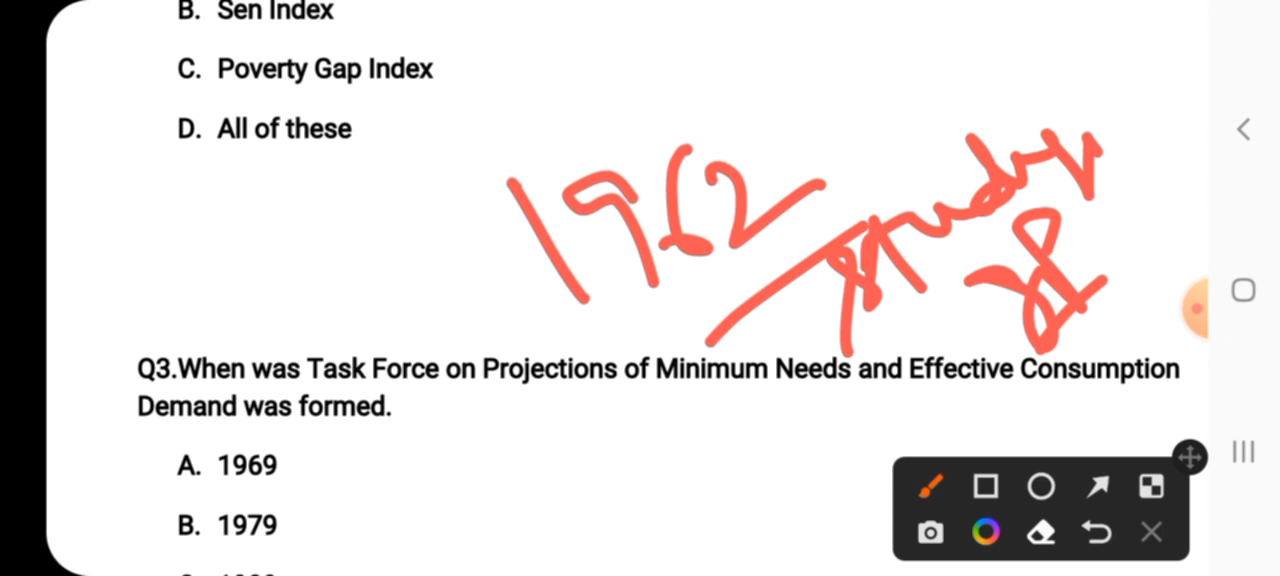 B. Sen Index
C. Poverty Gap Index
D. All of these
1962
study
Q3.When was Task Force on Projections of Minimum Needs and Effective Consumption
Demand was formed.
A. 1969
B. 1979